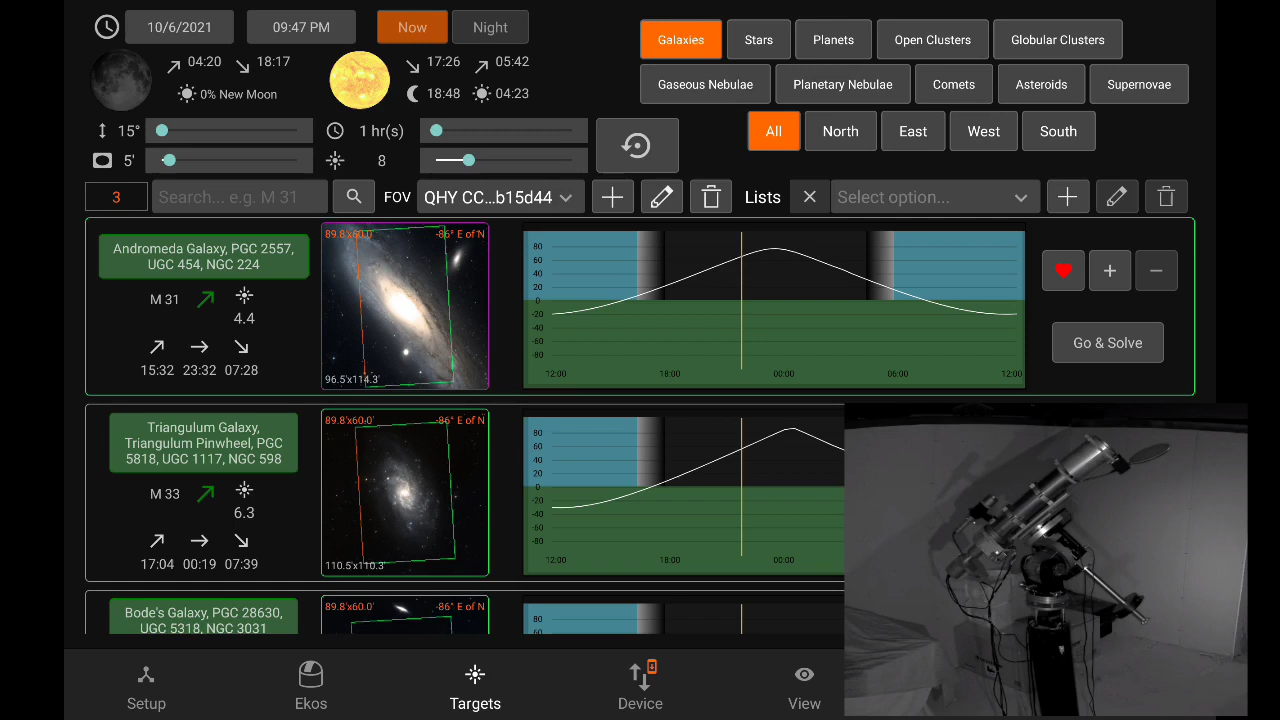 10/6/2021
09:47 PM
Now
Night
04:20
18:17
0% New Moon
17:26
05:42
18:48
04:23
Galaxies
Stars
Planets
Open Clusters
Globular Clusters
Gaseous Nebulae
Planetary Nebulae
Comets
Asteroids
Supernovae
All
North
East
West
South
15°
1 hr(s)
5'
8
3
Search... e.g. M 31
FOV
QHY CC...b15d44
Lists
Select option...
Andromeda Galaxy, PGC 2557,
UGC 454, NGC 224
M 31
4.4
15:32
23:32
07:28
89.8'x60.0'
-86° E of N
96.5'x114.3'
80
60
40
20
0
-20
-40
-60
-80
12:00
18:00
00:00
06:00
12:00
Go & Solve
Triangulum Galaxy,
Triangulum Pinwheel, PGC
5818, UGC 1117, NGC 598
M 33
6.3
17:04
00:19
07:39
89.8'x60.0'
-86° E of N
110.5'x110.3'
80
60
40
20
0
-20
-40
-60
-80
12:00
18:00
00:00
Bode's Galaxy, PGC 28630,
UGC 5318, NGC 3031
89.8'x60.0'
-86° E of N
80
60
Setup
Ekos
Targets
Device
View